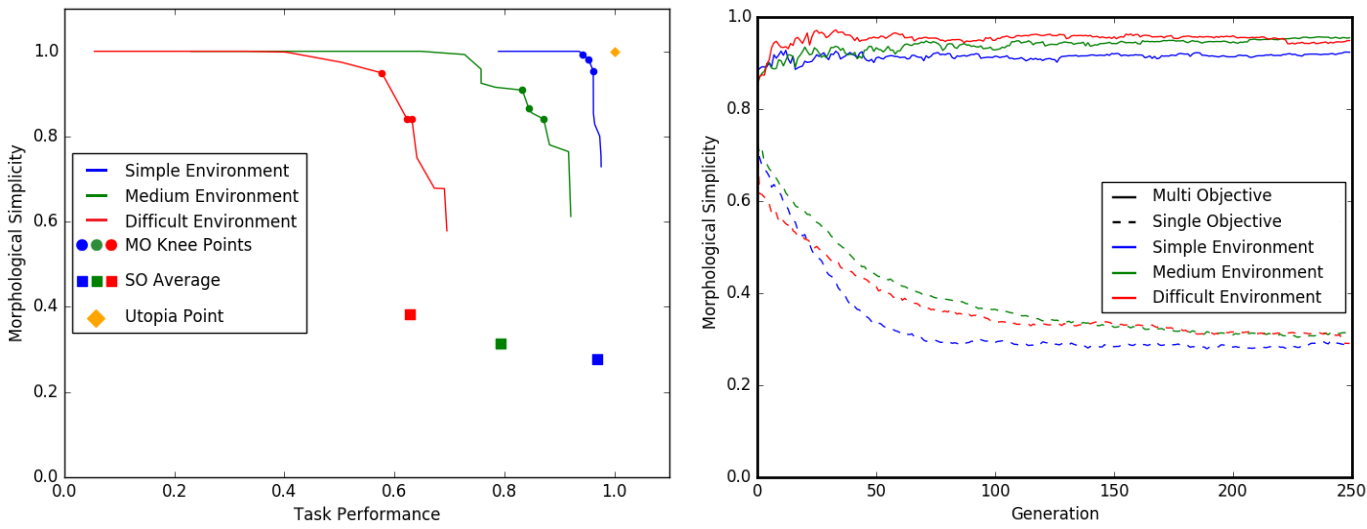 1.0
0.8
0.6
0.4
0.2
0.0
Morphological Simplicity
Simple Environment
Medium Environment
Difficult Environment
MO Knee Points
SO Average
Utopia Point
0.0 0.2 0.4 0.6 0.8 1.0
Task Performance
1.0
0.8
0.6
0.4
0.2
0.0
Morphological Simplicity
Multi Objective
Single Objective
Simple Environment
Medium Environment
Difficult Environment
0 50 100 150 200 250
Generation